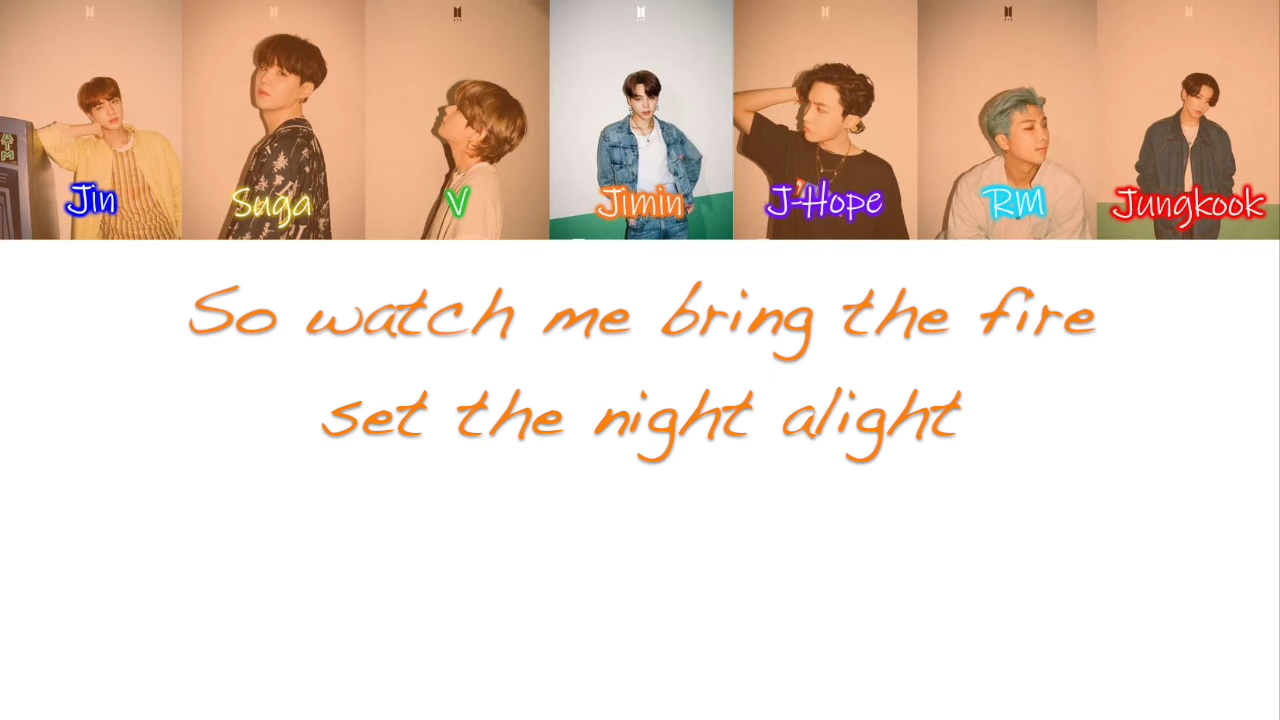 Jin
Suga
V
Jimin
J-Hope
RM
Jungkook
So watch me bring the fire
set the night alight